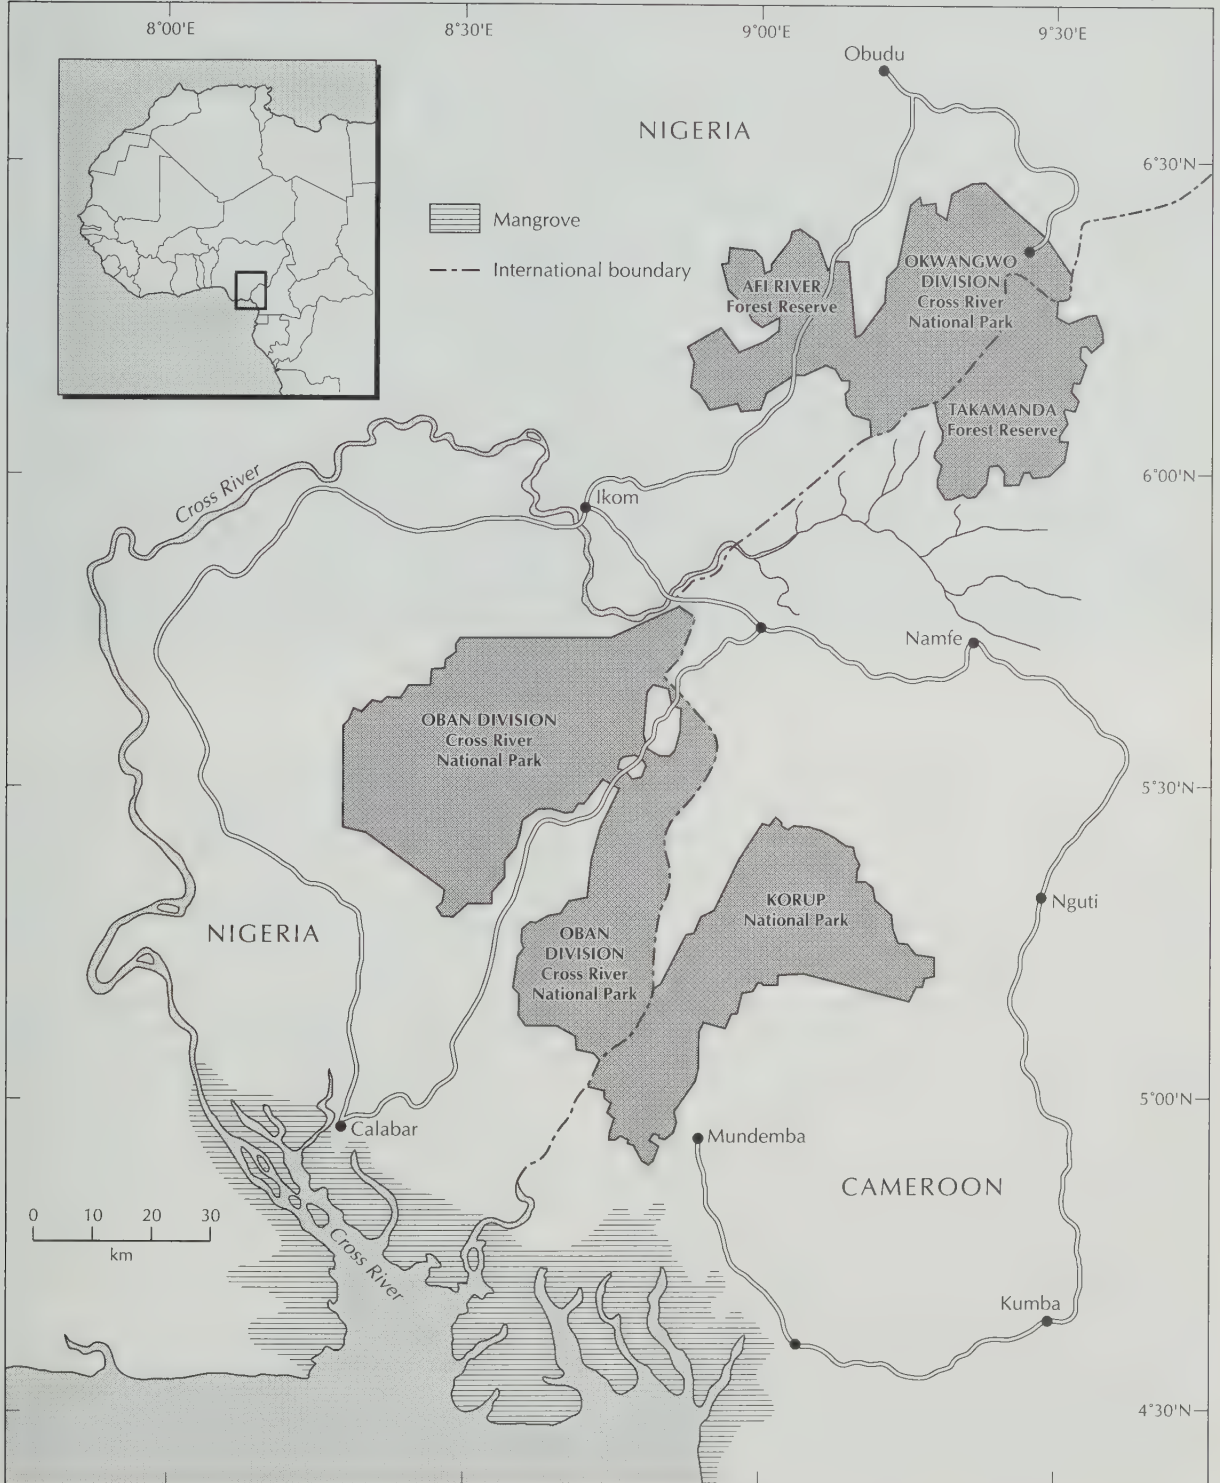 8°00'E
8°30'E
9°00'E
9°30'E
Obudu
NIGERIA
6°30'N
Mangrove
International boundary
OKWANGWO
DIVISION
Cross River
National Park
AFI RIVER
Forest Reserve
TAKAMANDA
Forest Reserve
Cross River
6°00'N
Ikom
Namfe
OBAN DIVISION
Cross River
National Park
5°30'N
KORUP
National Park
Nguti
NIGERIA
OBAN
DIVISION
Cross River
National Park
5°00'N
Calabar
Mundemba
CAMEROON
0 10 20 30
km
Cross River
Kumba
4°30'N